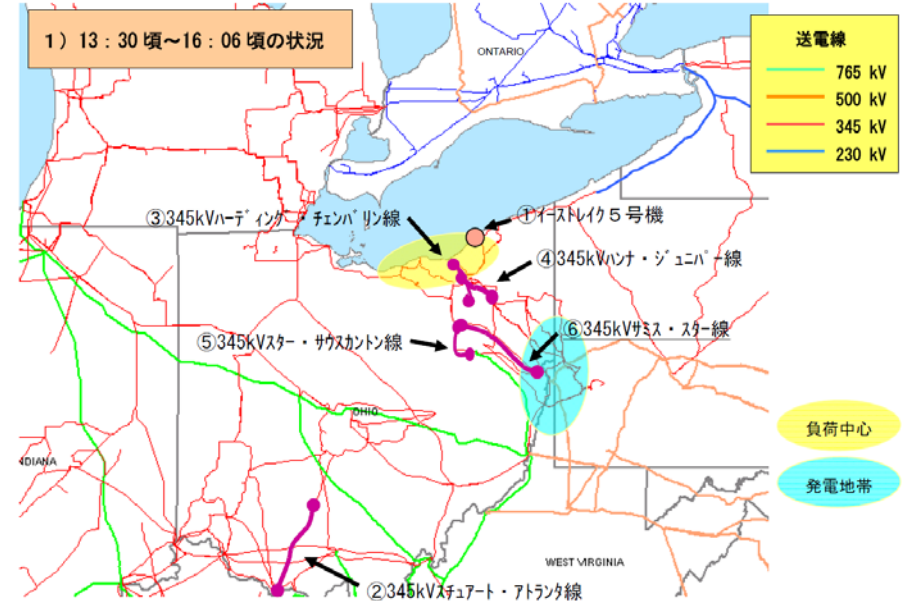 1）13：30頃～16：06頃の状況
送電線
765 kV
500 kV
345 kV
230 kV
ONTARIO
③345kVﾊｰﾃﾞｨﾝｸﾞ・ﾁｪﾝﾊﾞﾘﾝ線
①ｲｰｽﾄﾚｲｸ５号機
④345kVﾊﾝﾅ・ｼﾞｭﾆﾊﾟｰ線
⑤345kVｽﾀｰ・ｻｳｽｶﾝﾄﾝ線
⑥345kVｻﾐｽ・ｽﾀｰ線
OHIO
NDIANA
負荷中心
発電地帯
WEST VIRGINIA
②345kVｽﾁｭｱｰﾄ・ｱﾄﾗﾝﾀ線